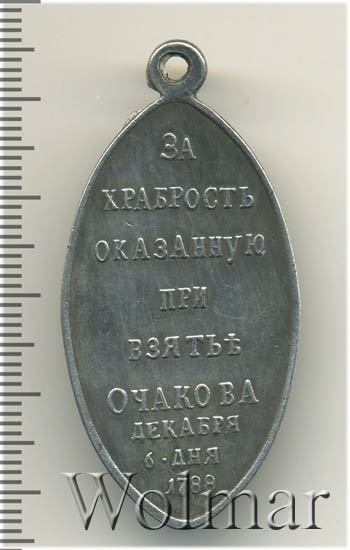 ЗА
ХРАБРОСТЬ
ОКАЗАННУЮ
ПРИ
ВЗЯТЬѢ
ОЧАКОВА
ДЕКАБРЯ
6·ДНЯ
1788
Wolmar